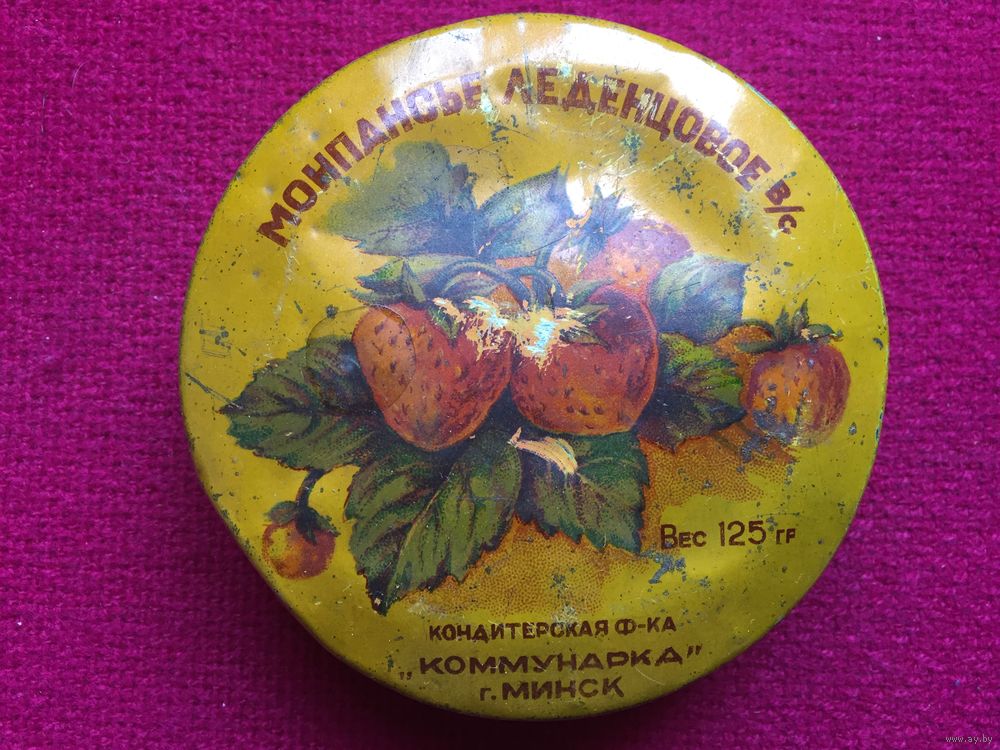 МОНПАНСЬЕ ЛЕДЕНЦОВОЕ в/с
Вес 125 гр
КОНДИТЕРСКАЯ Ф-КА
„КОММУНАРКА”
г. МИНСК
www.ay.by